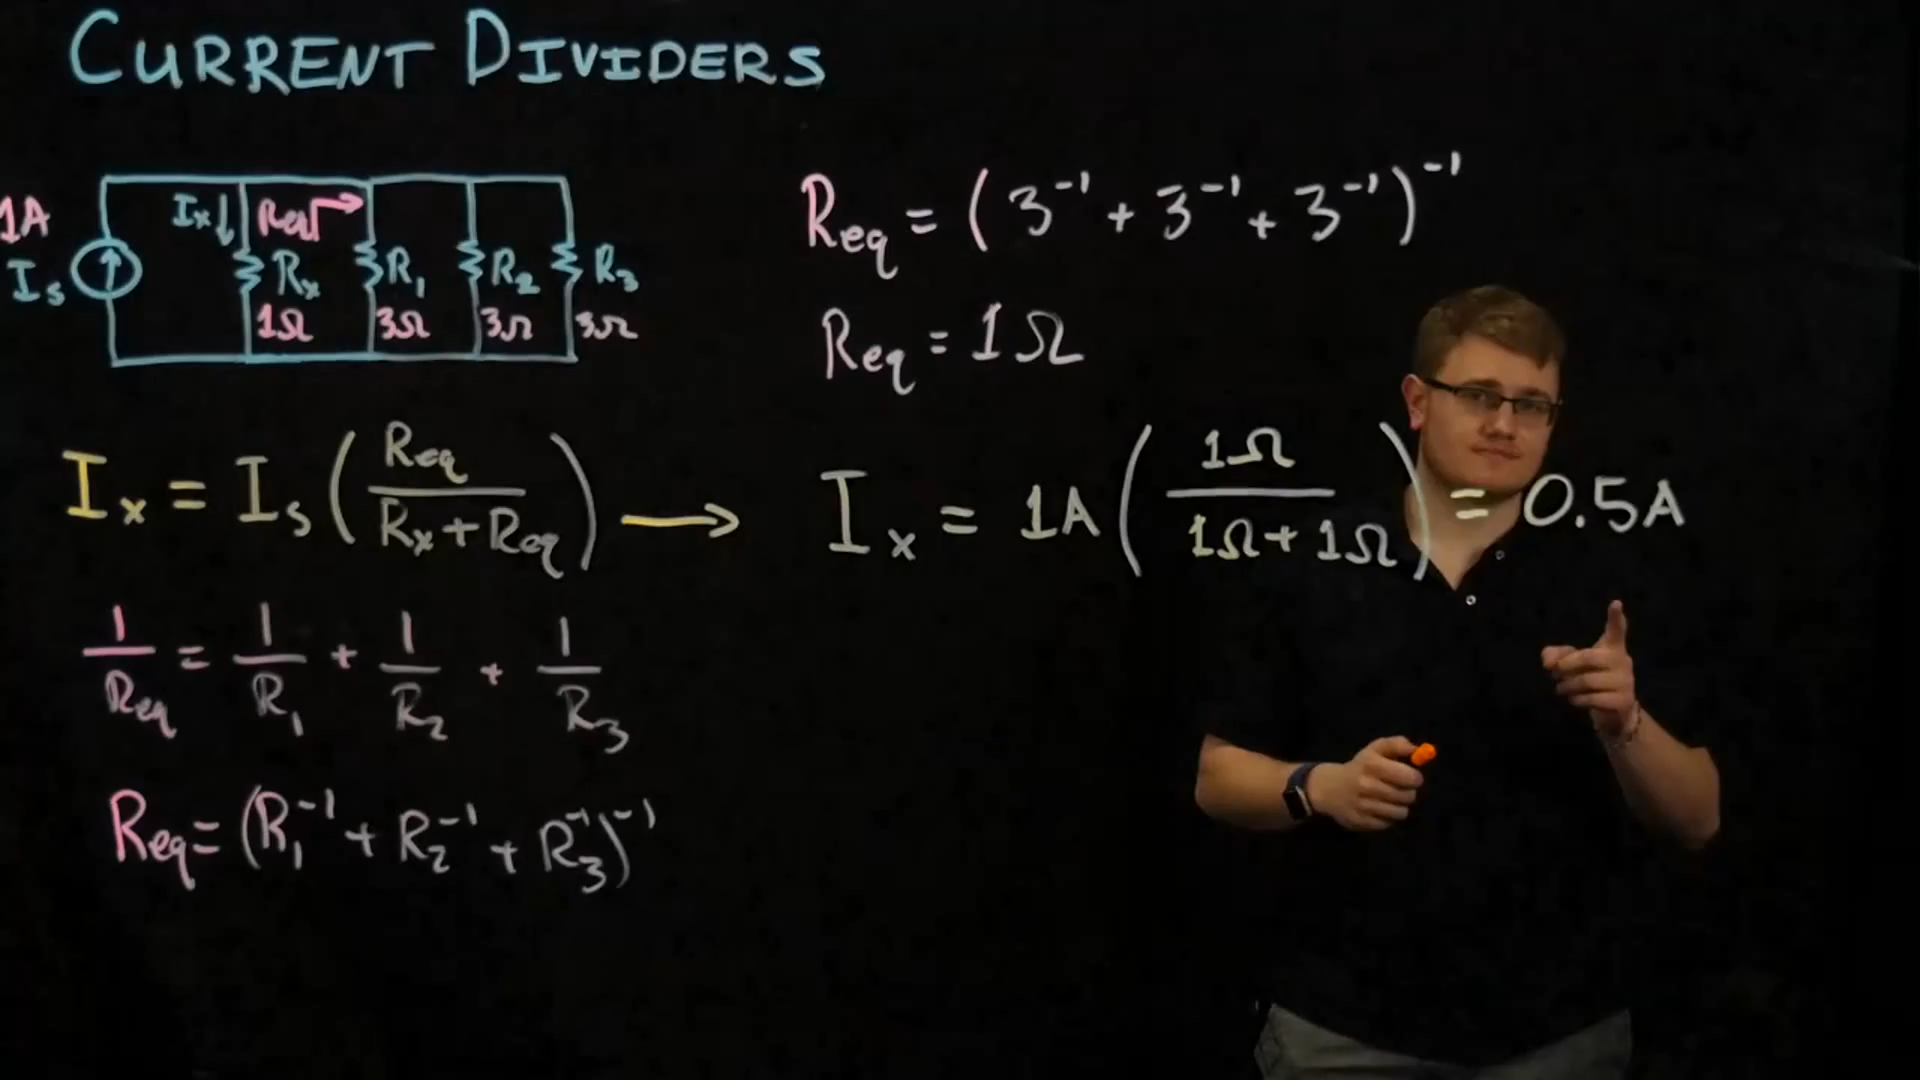 CURRENT DIVIDERS
1A
Is
Ix
Req
Rx
1Ω
R1
3Ω
R2
3Ω
R3
3Ω
Ix = Is (Req / Rx + Req) →
1/Req = 1/R1 + 1/R2 + 1/R3
Req = (R1⁻¹ + R2⁻¹ + R3⁻¹)⁻¹
Req = (3⁻¹ + 3⁻¹ + 3⁻¹)⁻¹
Req = 1Ω
Ix = 1A (1Ω / 1Ω + 1Ω) = 0.5A